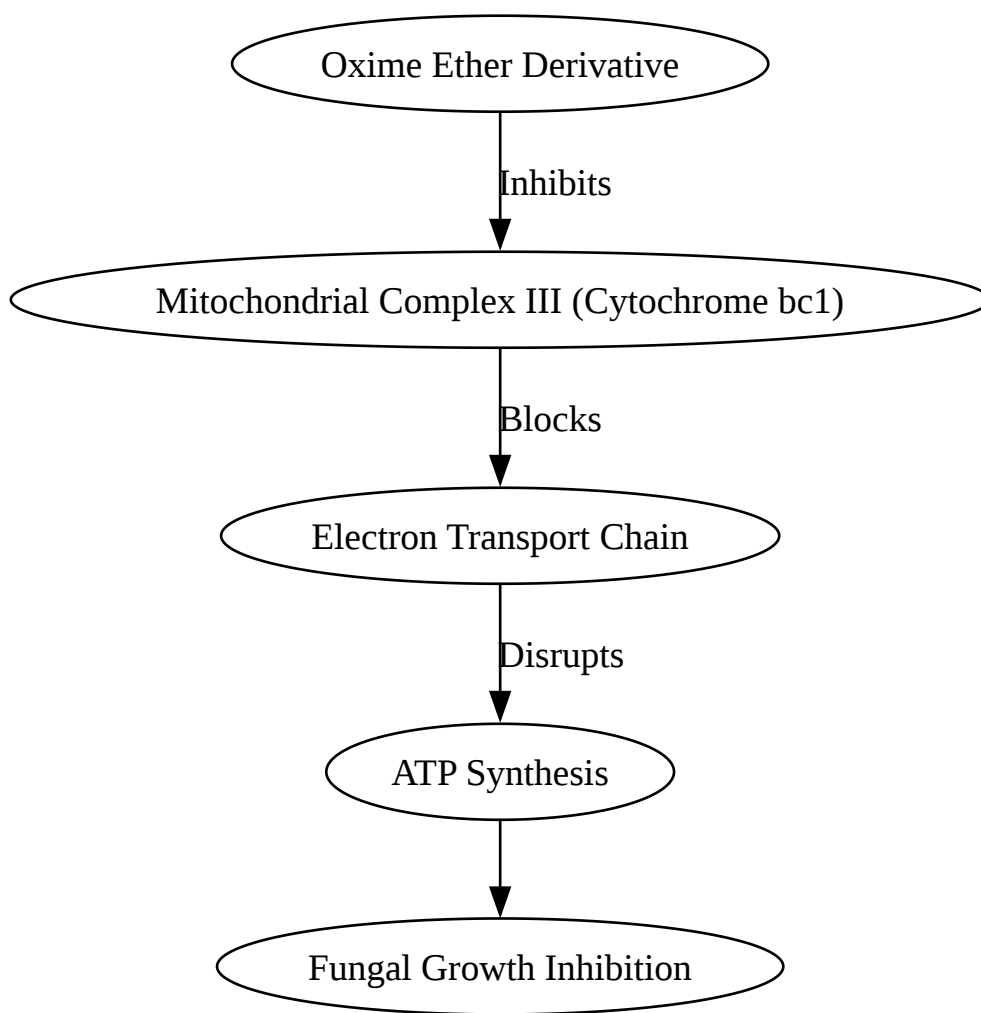 Oxime Ether Derivative
Inhibits
Mitochondrial Complex III (Cytochrome bc1)
Blocks
Electron Transport Chain
Disrupts
ATP Synthesis
Fungal Growth Inhibition